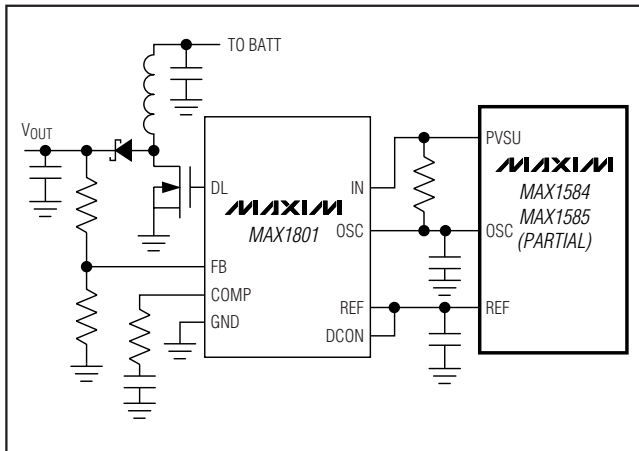 TO BATT
VOUT
DL
MAXIM
MAX1801
IN
OSC
FB
COMP
GND
REF
DCON
PVSU
MAXIM
MAX1584
MAX1585
(PARTIAL)
OSC
REF